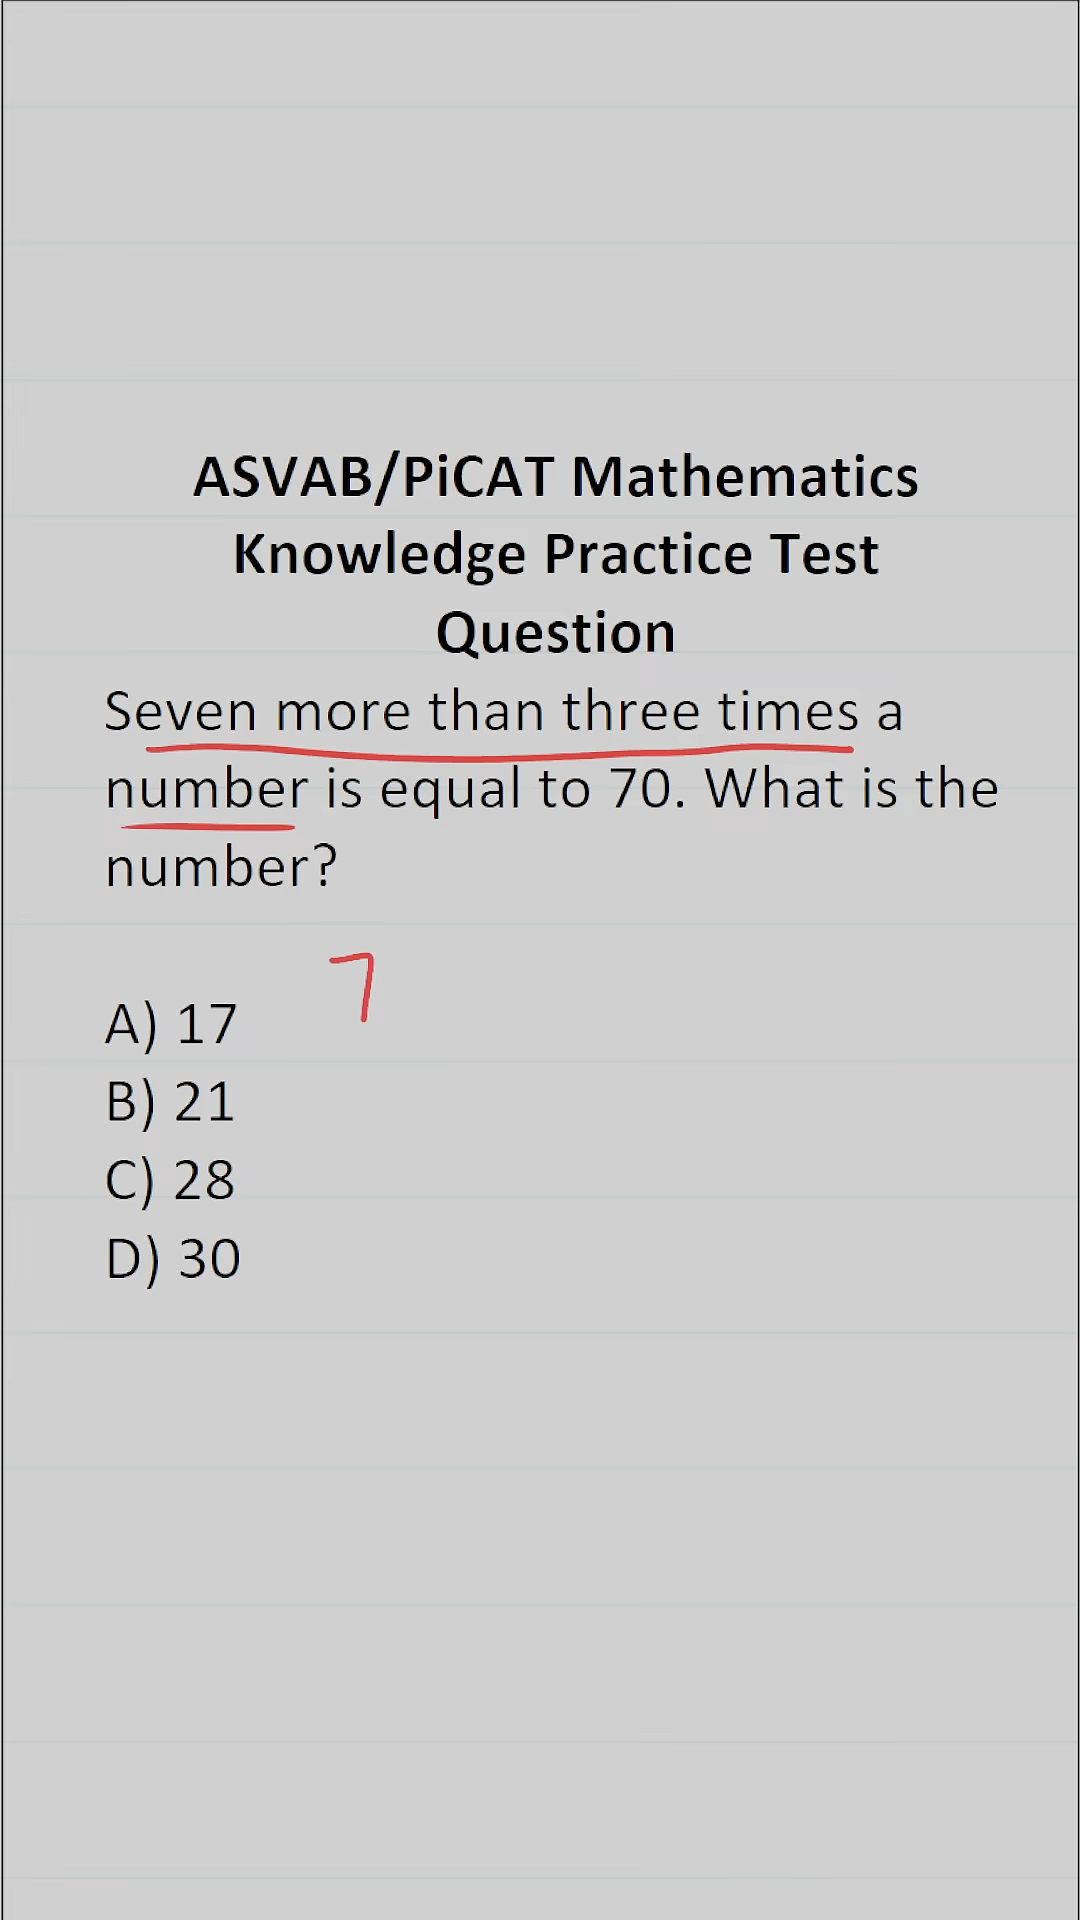 ASVAB/PiCAT Mathematics
Knowledge Practice Test
Question
Seven more than three times a
number is equal to 70. What is the
number?
7
A) 17
B) 21
C) 28
D) 30